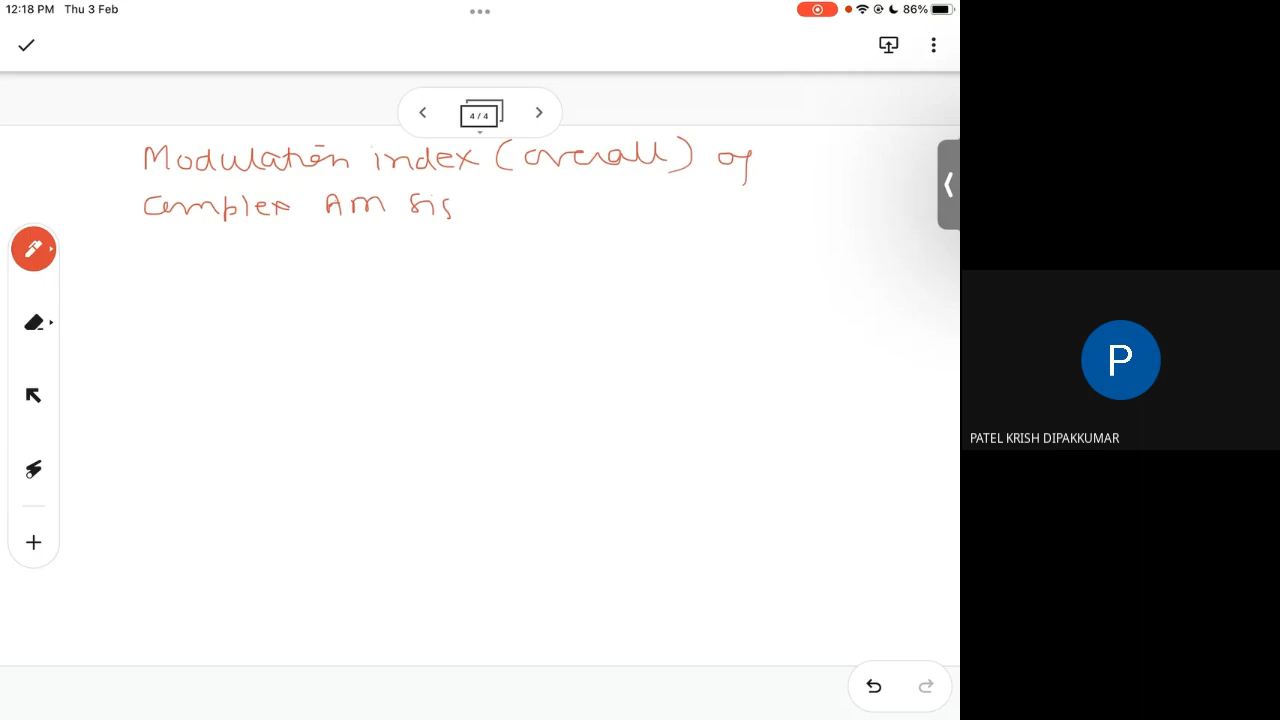 12:18 PM Thu 3 Feb
86%
4 / 4
Modulation index (overall) of
complex AM sig
P
PATEL KRISH DIPAKKUMAR